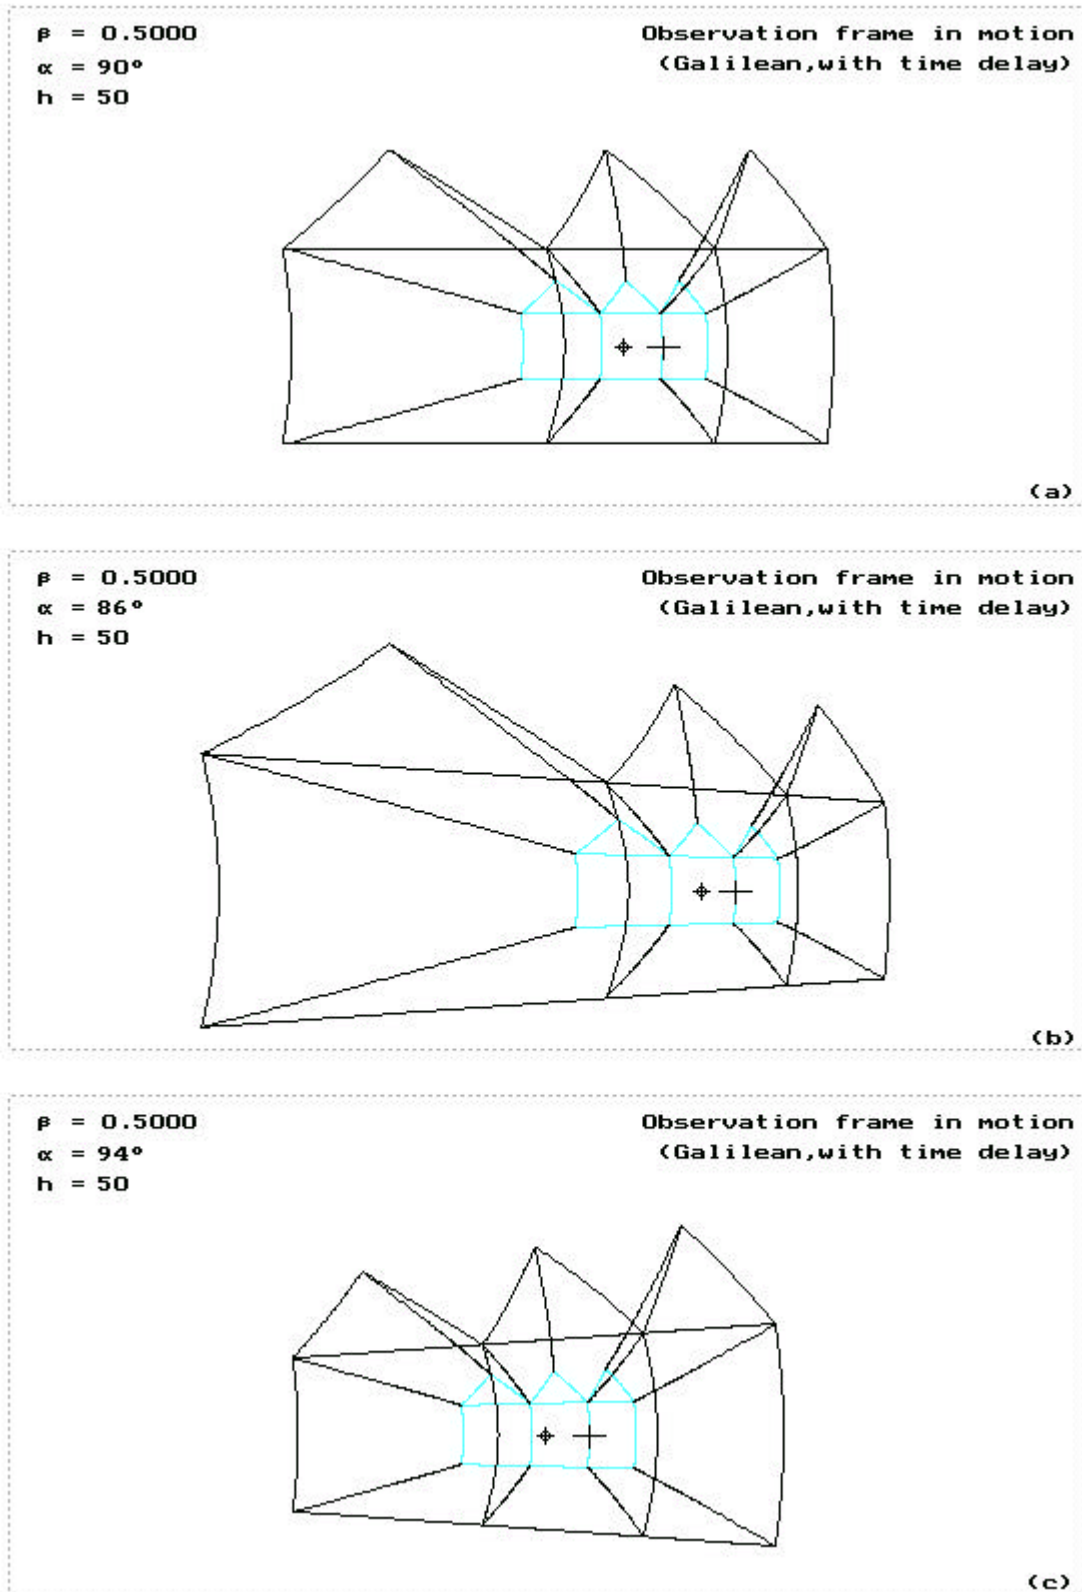 β = 0.5000
Observation frame in motion
α = 90°
(Galilean,with time delay)
h = 50
(a)
β = 0.5000
Observation frame in motion
α = 86°
(Galilean,with time delay)
h = 50
(b)
β = 0.5000
Observation frame in motion
α = 94°
(Galilean,with time delay)
h = 50
(c)